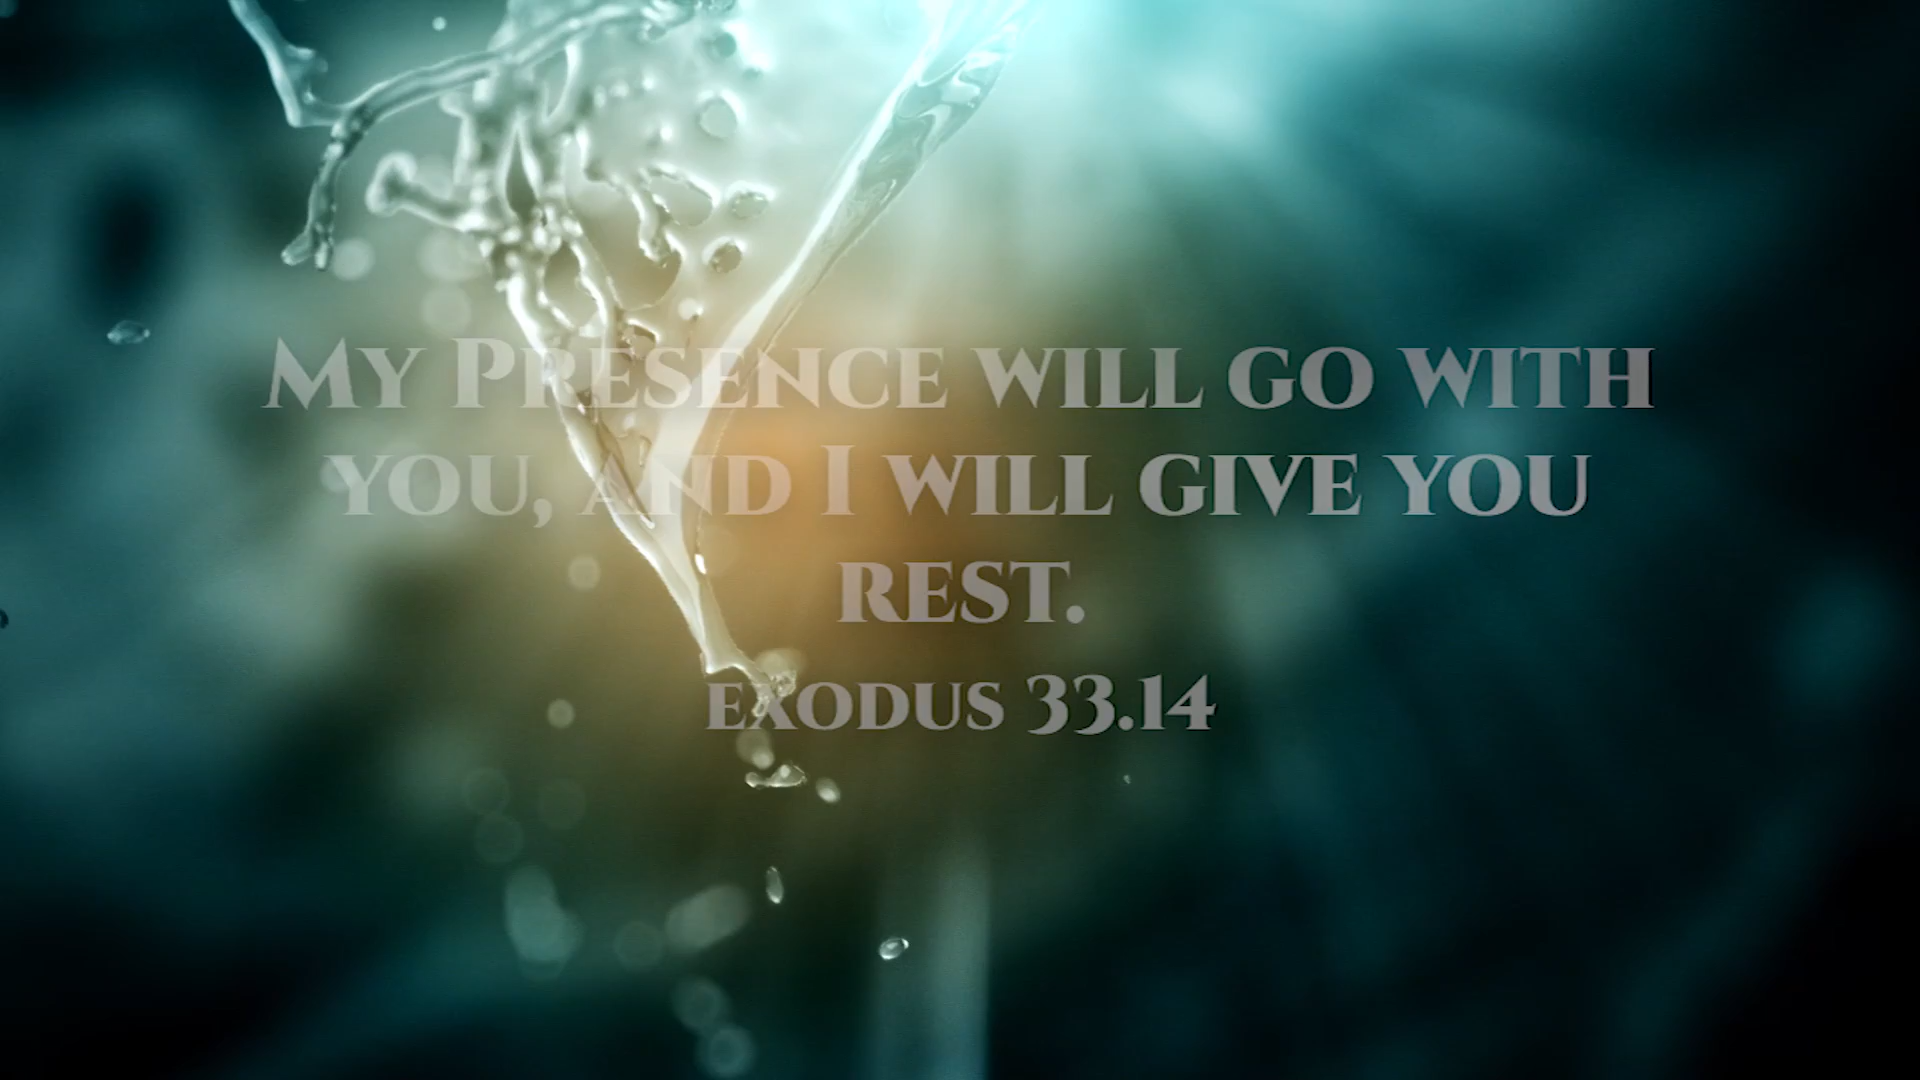 My Presence will go with
you, and I will give you
rest.
exodus 33.14